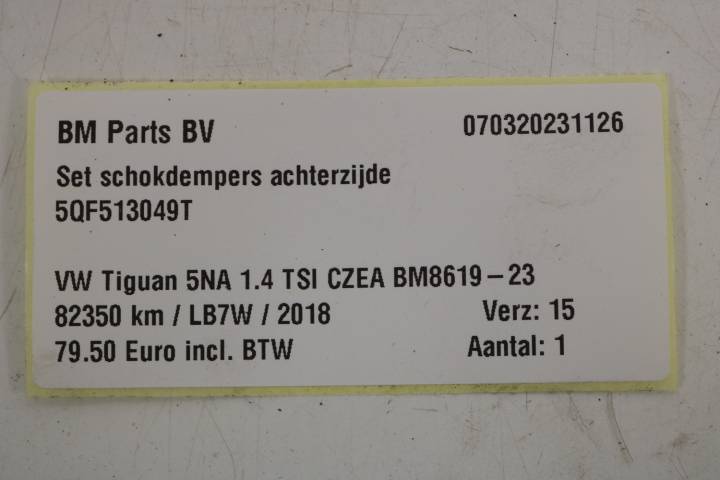 BM Parts BV 070320231126
Set schokdempers achterzijde
5QF513049T
VW Tiguan 5NA 1.4 TSI CZEA BM8619-23
82350 km / LB7W / 2018 Verz: 15
79.50 Euro incl. BTW Aantal: 1